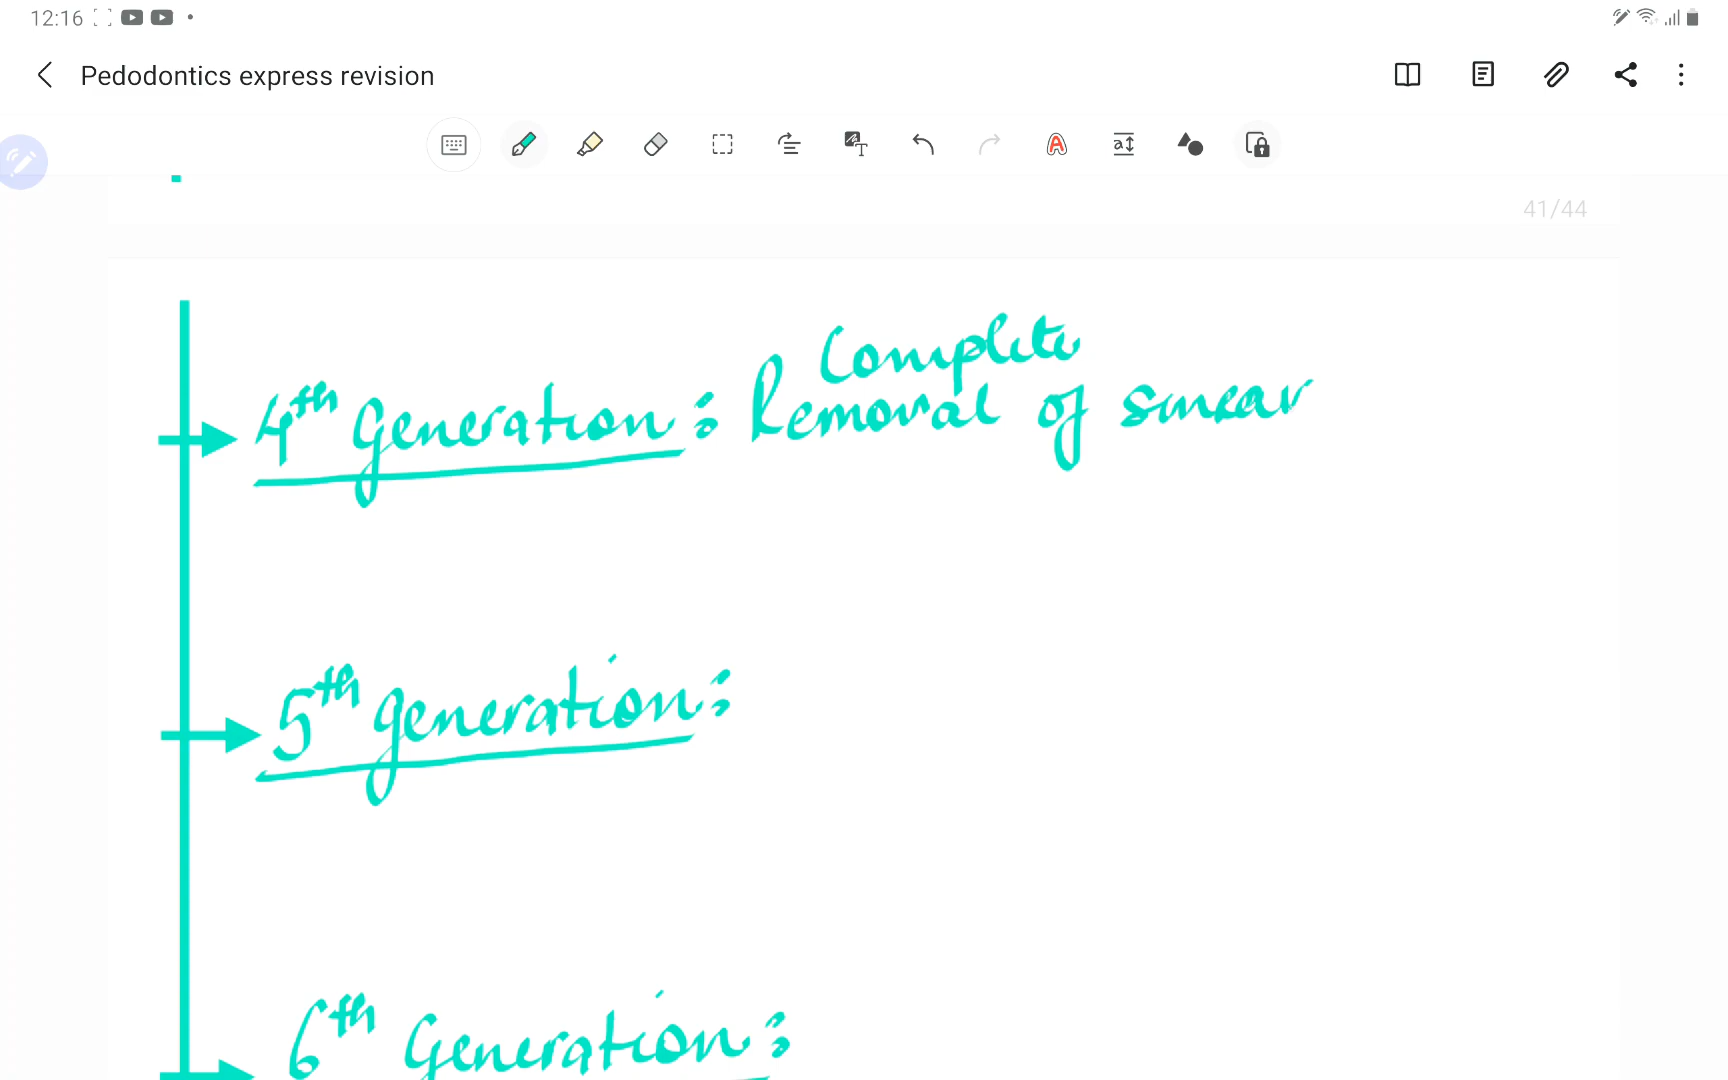 12:16
Pedodontics express revision
41/44
Complete
4th Generation : Removal of smear
5th generation :
6th Generation :